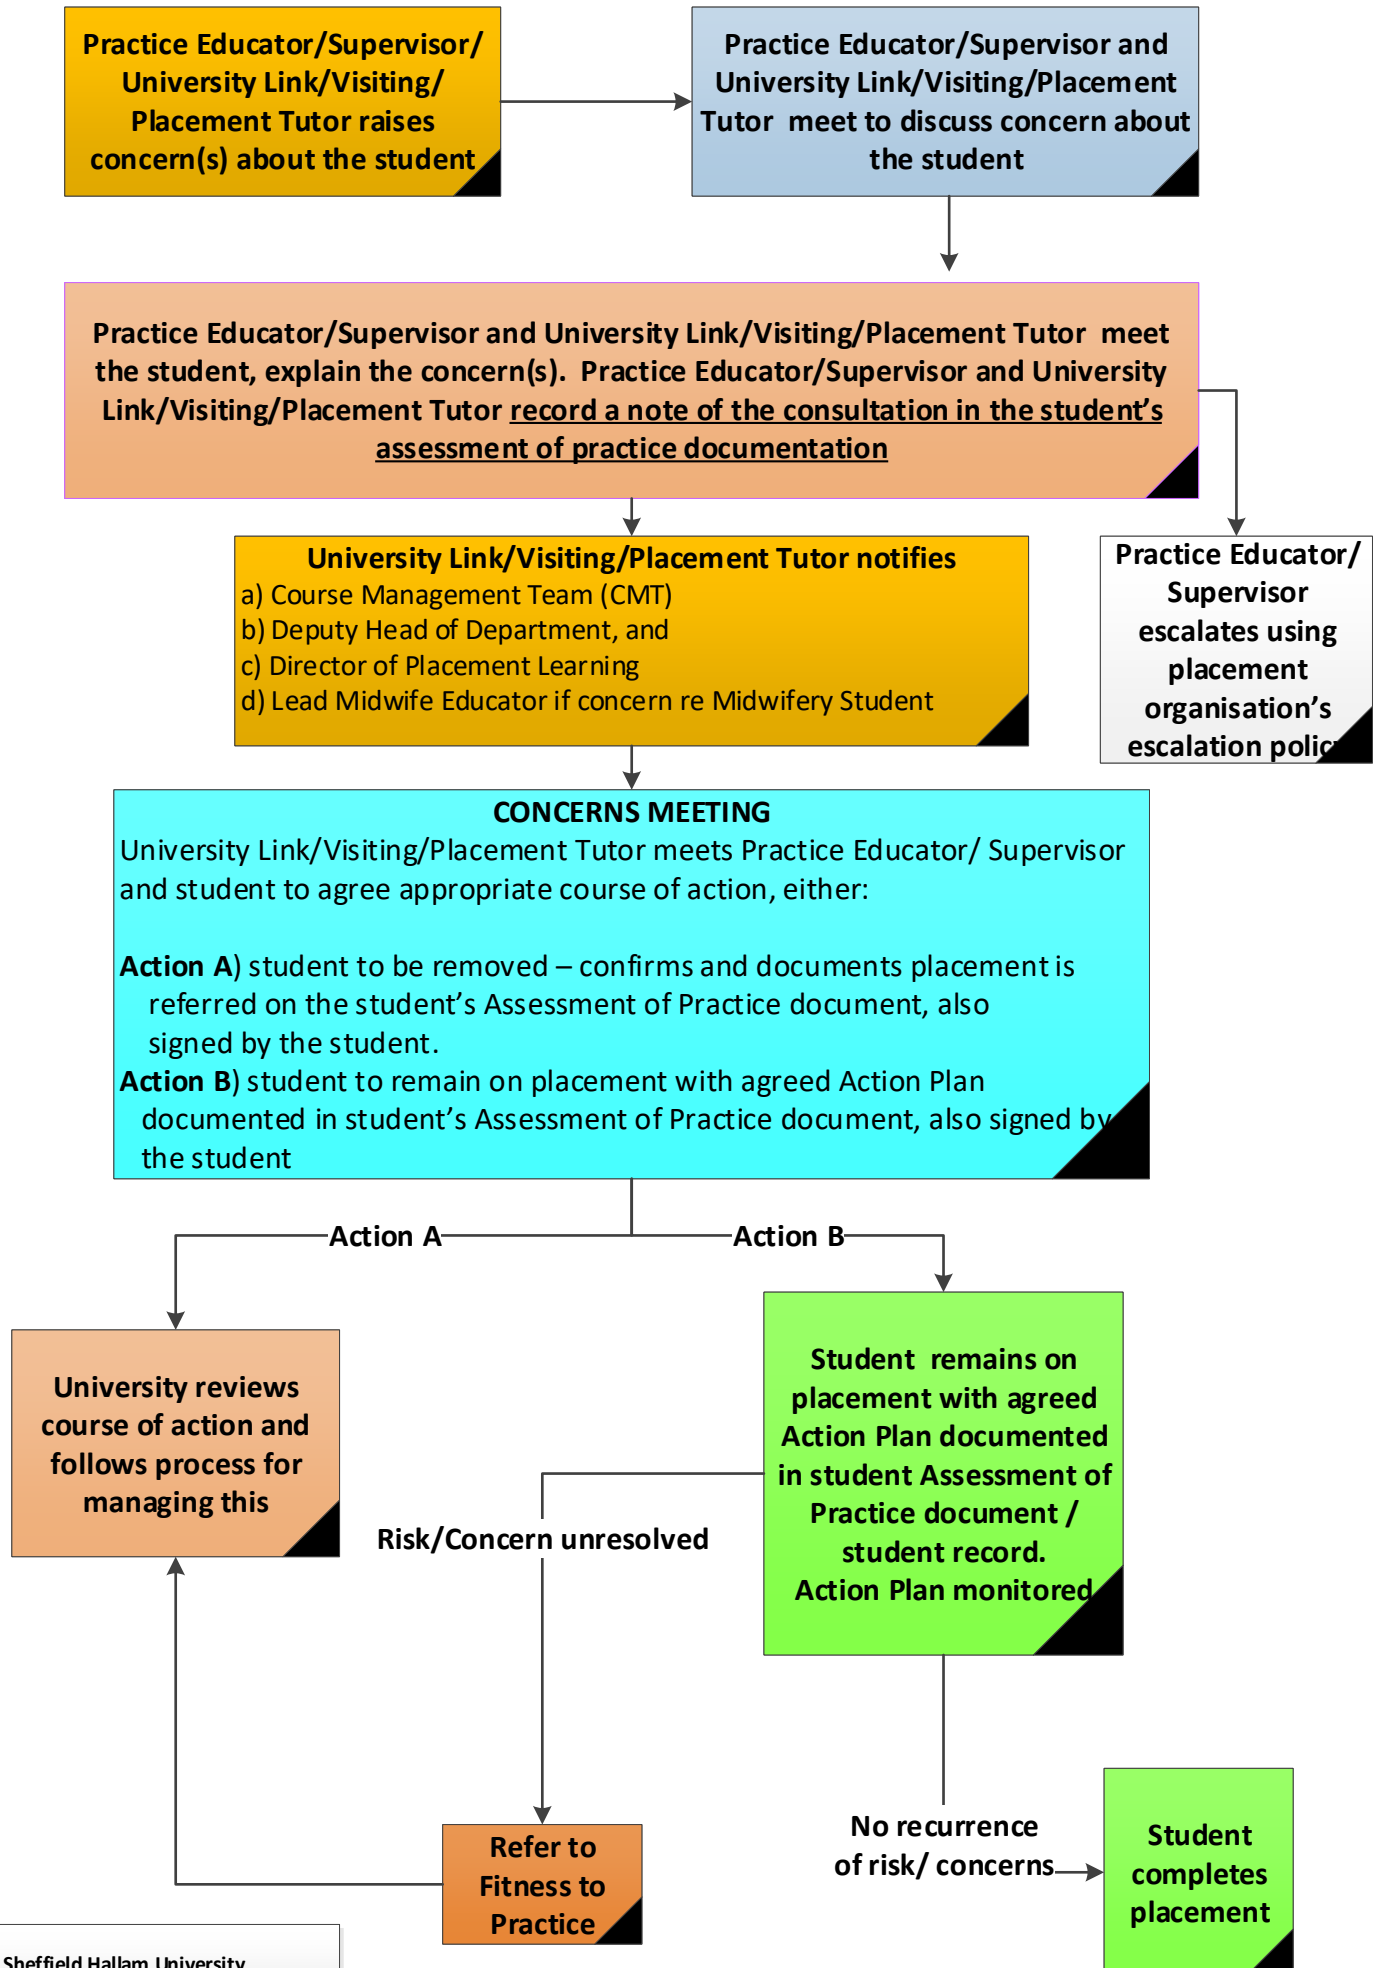 Practice Educator/Supervisor/
University Link/Visiting/
Placement Tutor raises
concern(s) about the student
Practice Educator/Supervisor and
University Link/Visiting/Placement
Tutor meet to discuss concern about
the student
Practice Educator/Supervisor and University Link/Visiting/Placement Tutor meet
the student, explain the concern(s). Practice Educator/Supervisor and University
Link/Visiting/Placement Tutor record a note of the consultation in the student’s
assessment of practice documentation
University Link/Visiting/Placement Tutor notifies
a) Course Management Team (CMT)
b) Deputy Head of Department, and
c) Director of Placement Learning
d) Lead Midwife Educator if concern re Midwifery Student
Practice Educator/
Supervisor
escalates using
placement
organisation’s
escalation policy
CONCERNS MEETING
University Link/Visiting/Placement Tutor meets Practice Educator/ Supervisor
and student to agree appropriate course of action, either:
Action A) student to be removed – confirms and documents placement is
referred on the student’s Assessment of Practice document, also
signed by the student.
Action B) student to remain on placement with agreed Action Plan
documented in student’s Assessment of Practice document, also signed by
the student
Action A
Action B
University reviews
course of action and
follows process for
managing this
Student remains on
placement with agreed
Action Plan documented
in student Assessment of
Practice document /
student record.
Action Plan monitored
Risk/Concern unresolved
No recurrence
of risk/ concerns
Refer to
Fitness to
Practice
Student
completes
placement
Sheffield Hallam University